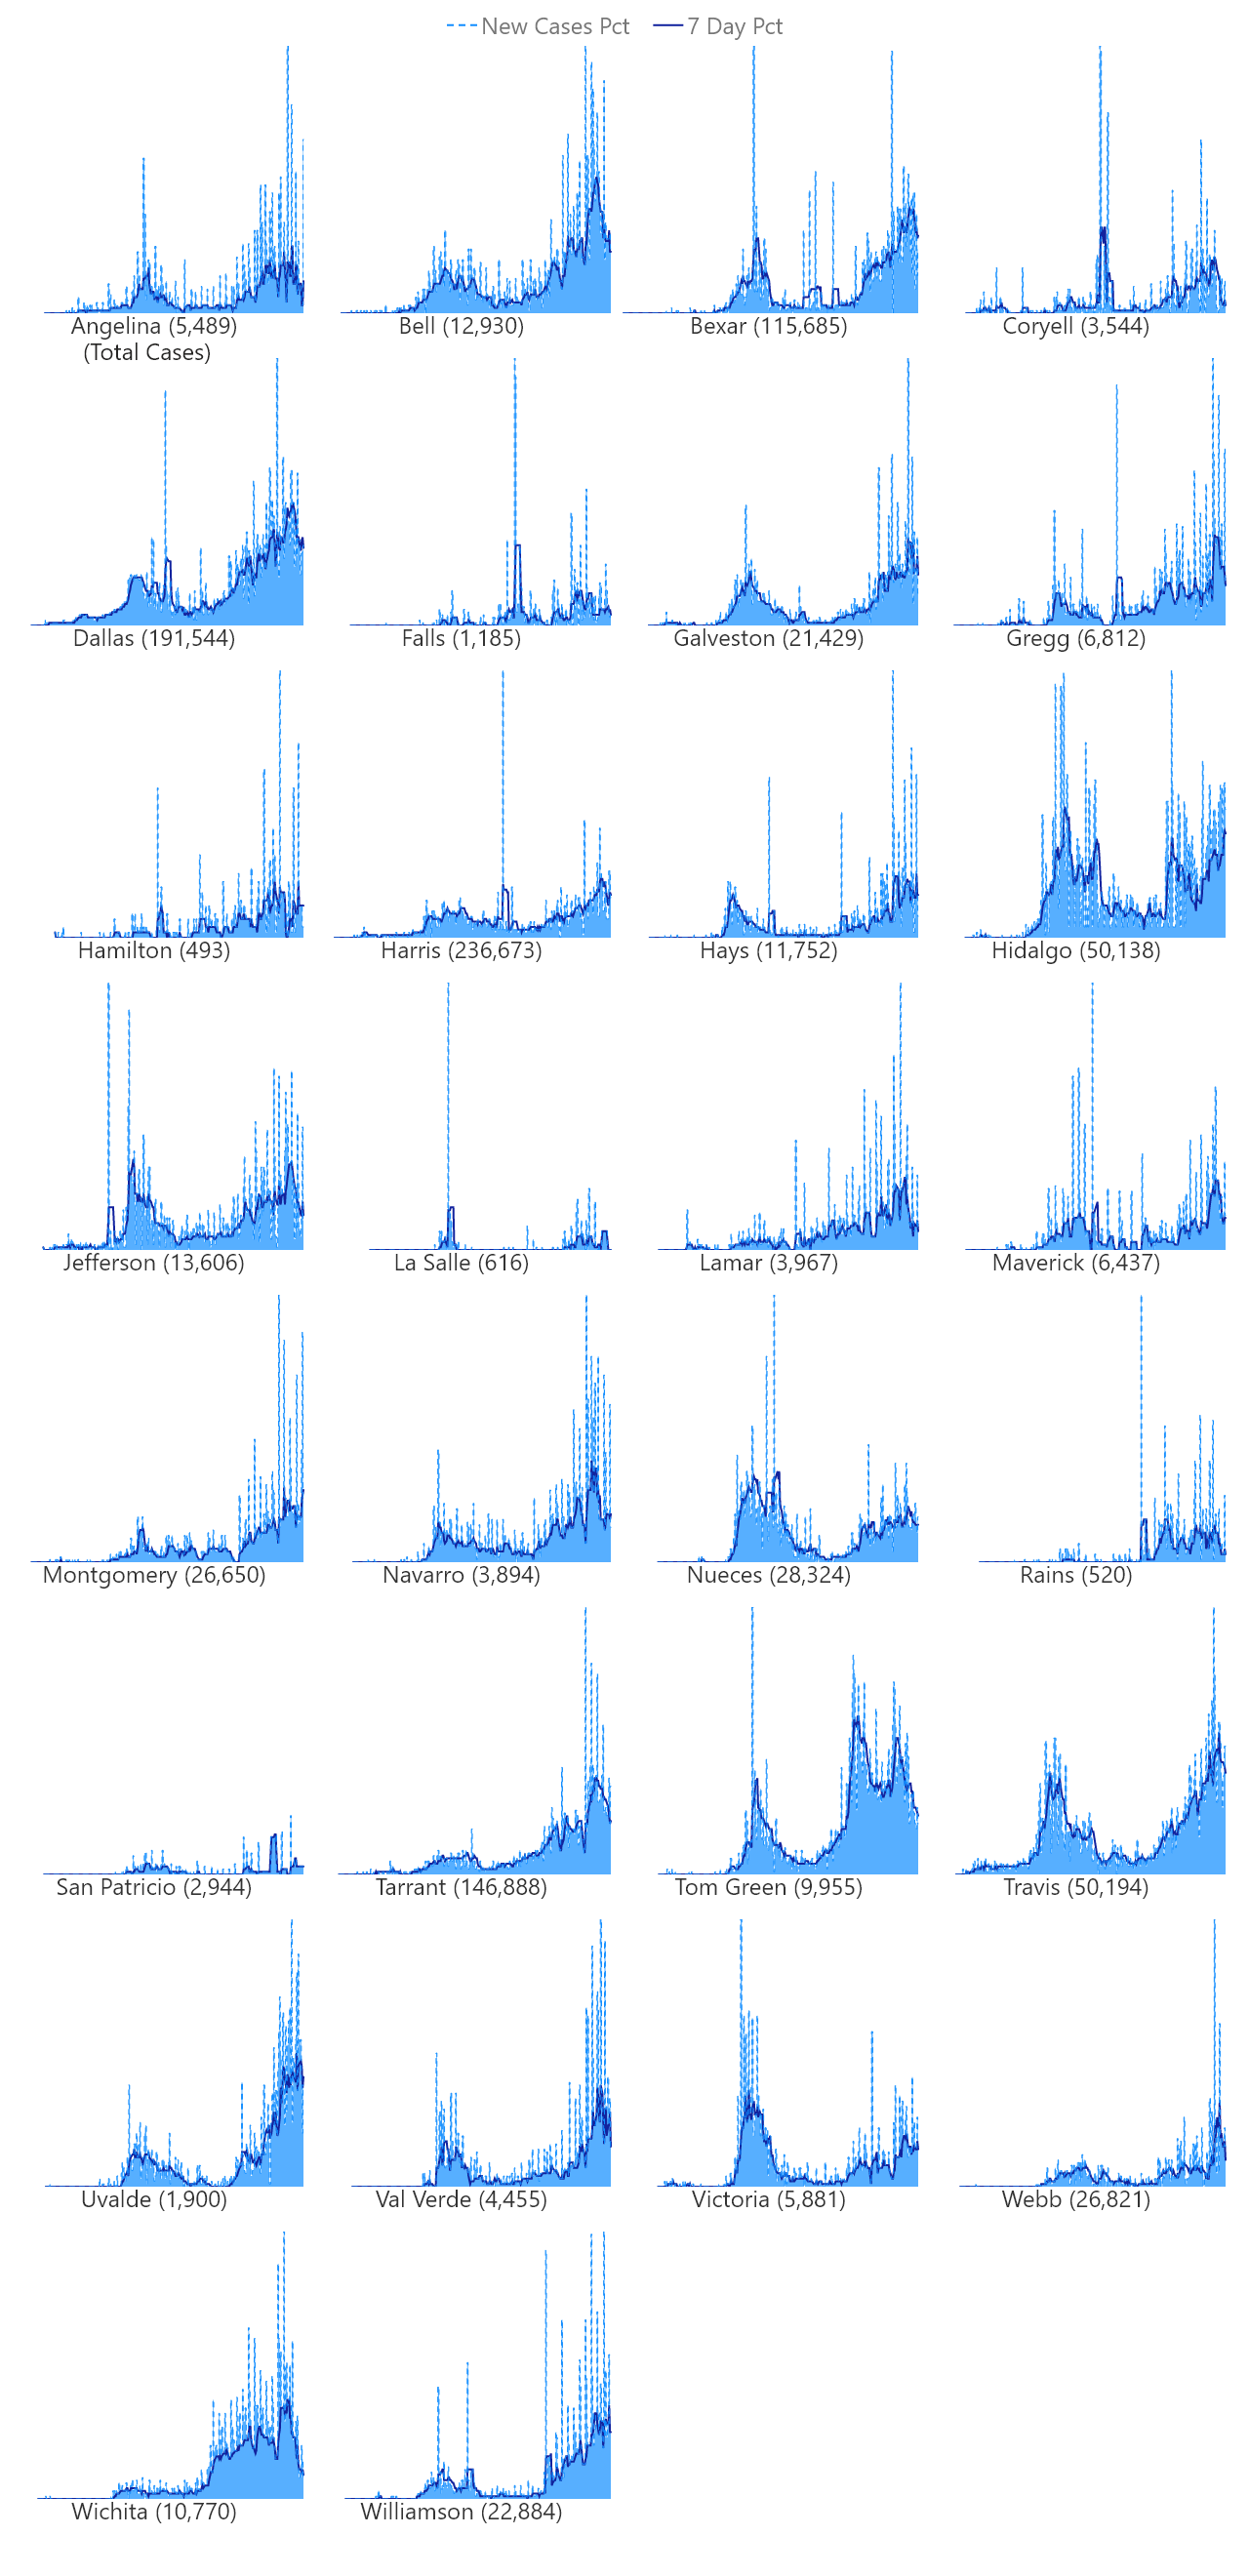 New Cases Pct 7 Day Pct
Angelina (5,489) Bell (12,930) Bexar (115,685) Coryell (3,544)
(Total Cases)
Dallas (191,544) Falls (1,185) Galveston (21,429) Gregg (6,812)
Hamilton (493) Harris (236,673) Hays (11,752) Hidalgo (50,138)
Jefferson (13,606) La Salle (616) Lamar (3,967) Maverick (6,437)
Montgomery (26,650) Navarro (3,894) Nueces (28,324) Rains (520)
San Patricio (2,944) Tarrant (146,888) Tom Green (9,955) Travis (50,194)
Uvalde (1,900) Val Verde (4,455) Victoria (5,881) Webb (26,821)
Wichita (10,770) Williamson (22,884)